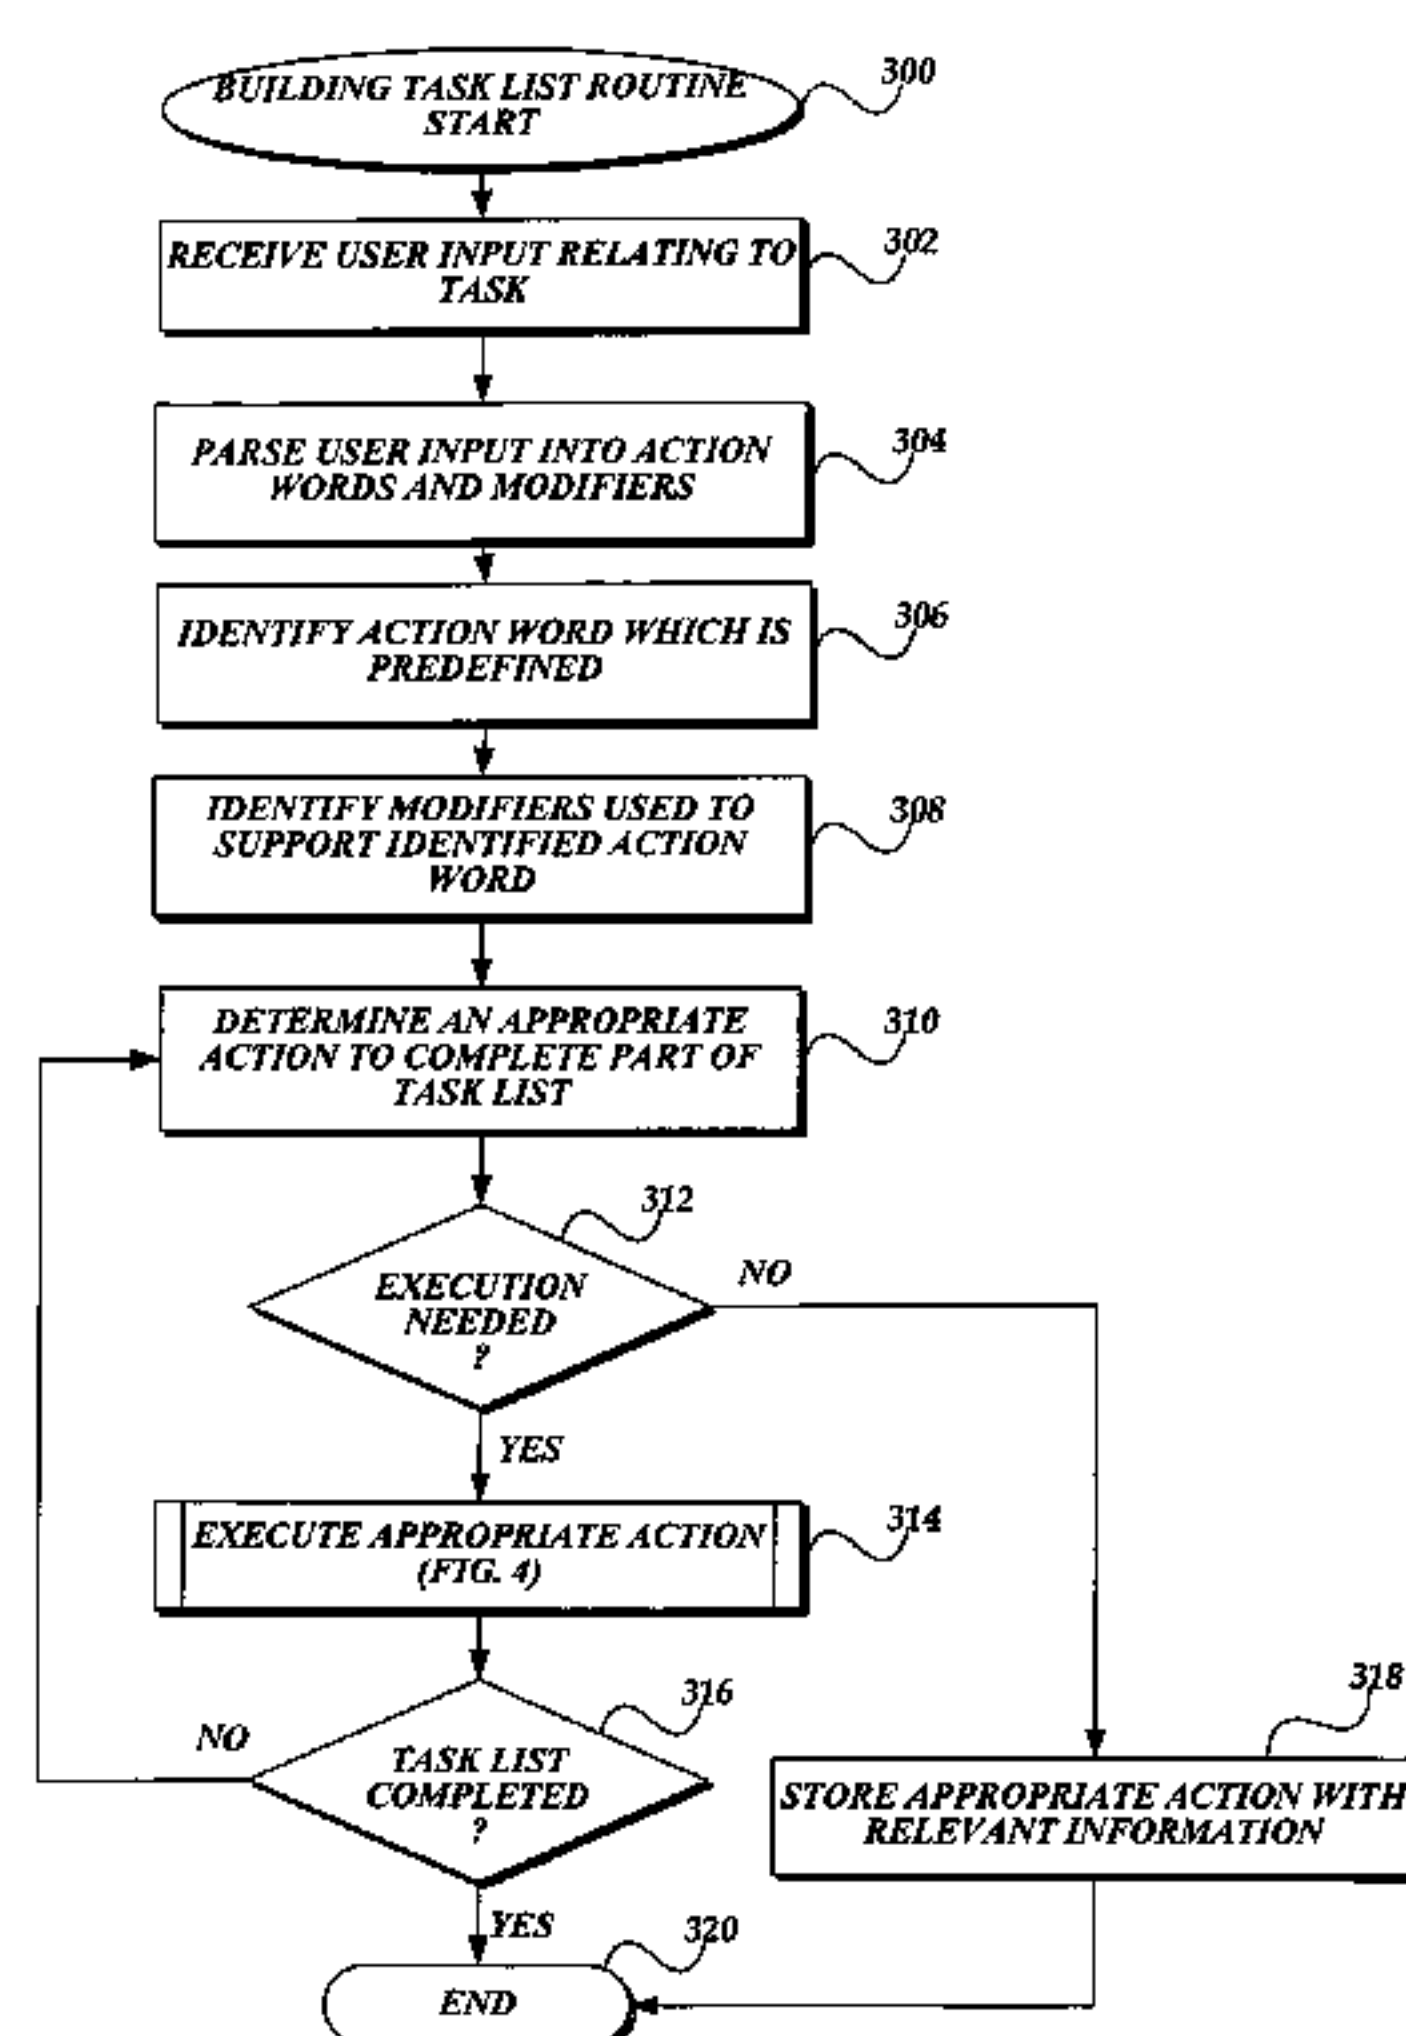 BUILDING TASK LIST ROUTINE
START
300
RECEIVE USER INPUT RELATING TO
TASK
302
PARSE USER INPUT INTO ACTION
WORDS AND MODIFIERS
304
IDENTIFY ACTION WORD WHICH IS
PREDEFINED
306
IDENTIFY MODIFIERS USED TO
SUPPORT IDENTIFIED ACTION
WORD
308
DETERMINE AN APPROPRIATE
ACTION TO COMPLETE PART OF
TASK LIST
310
312
EXECUTION
NEEDED
?
NO
YES
EXECUTE APPROPRIATE ACTION
(FIG. 4)
314
316
TASK LIST
COMPLETED
?
NO
YES
318
STORE APPROPRIATE ACTION WITH
RELEVANT INFORMATION
320
END